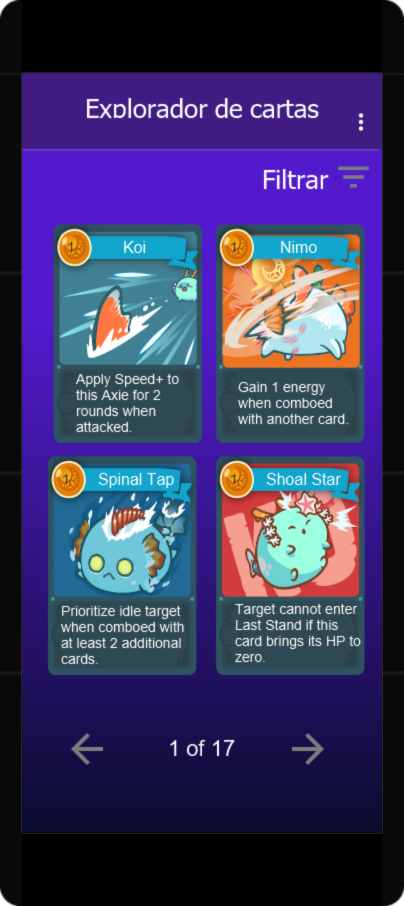 Explorador de cartas
Filtrar
1
Koi
Apply Speed+ to
this Axie for 2
rounds when
attacked.
1
Nimo
Gain 1 energy
when comboed
with another card.
1
Spinal Tap
Prioritize idle target
when comboed with
at least 2 additional
cards.
1
Shoal Star
Target cannot enter
Last Stand if this
card brings its HP to
zero.
1 of 17